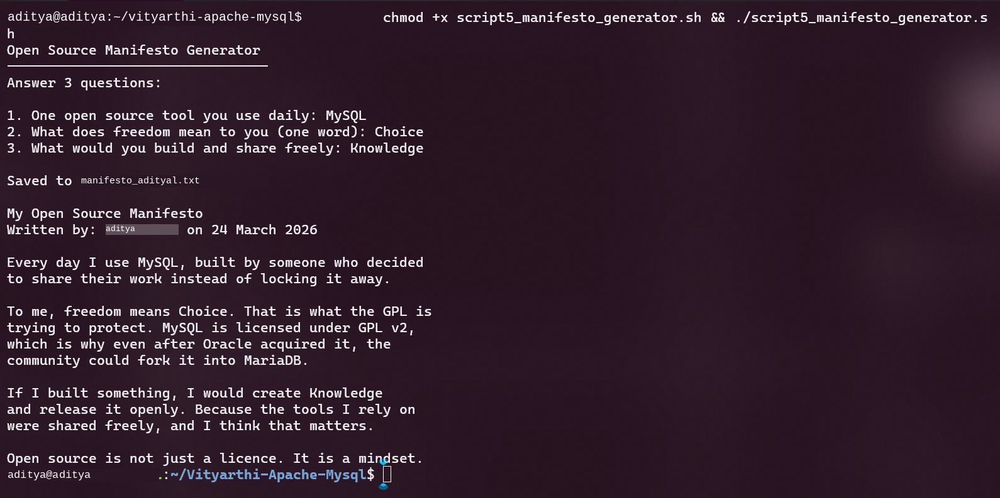 aditya@aditya:~/vityarthi-apache-mysql$ chmod +x script5_manifesto_generator.sh && ./script5_manifesto_generator.s
h
Open Source Manifesto Generator
Answer 3 questions:
1. One open source tool you use daily: MySQL
2. What does freedom mean to you (one word): Choice
3. What would you build and share freely: Knowledge
Saved to manifesto_adityal.txt
My Open Source Manifesto
Written by: aditya on 24 March 2026
Every day I use MySQL, built by someone who decided
to share their work instead of locking it away.
To me, freedom means Choice. That is what the GPL is
trying to protect. MySQL is licensed under GPL v2,
which is why even after Oracle acquired it, the
community could fork it into MariaDB.
If I built something, I would create Knowledge
and release it openly. Because the tools I rely on
were shared freely, and I think that matters.
Open source is not just a licence. It is a mindset.
aditya@aditya .:~/Vityarthi-Apache-Mysql$